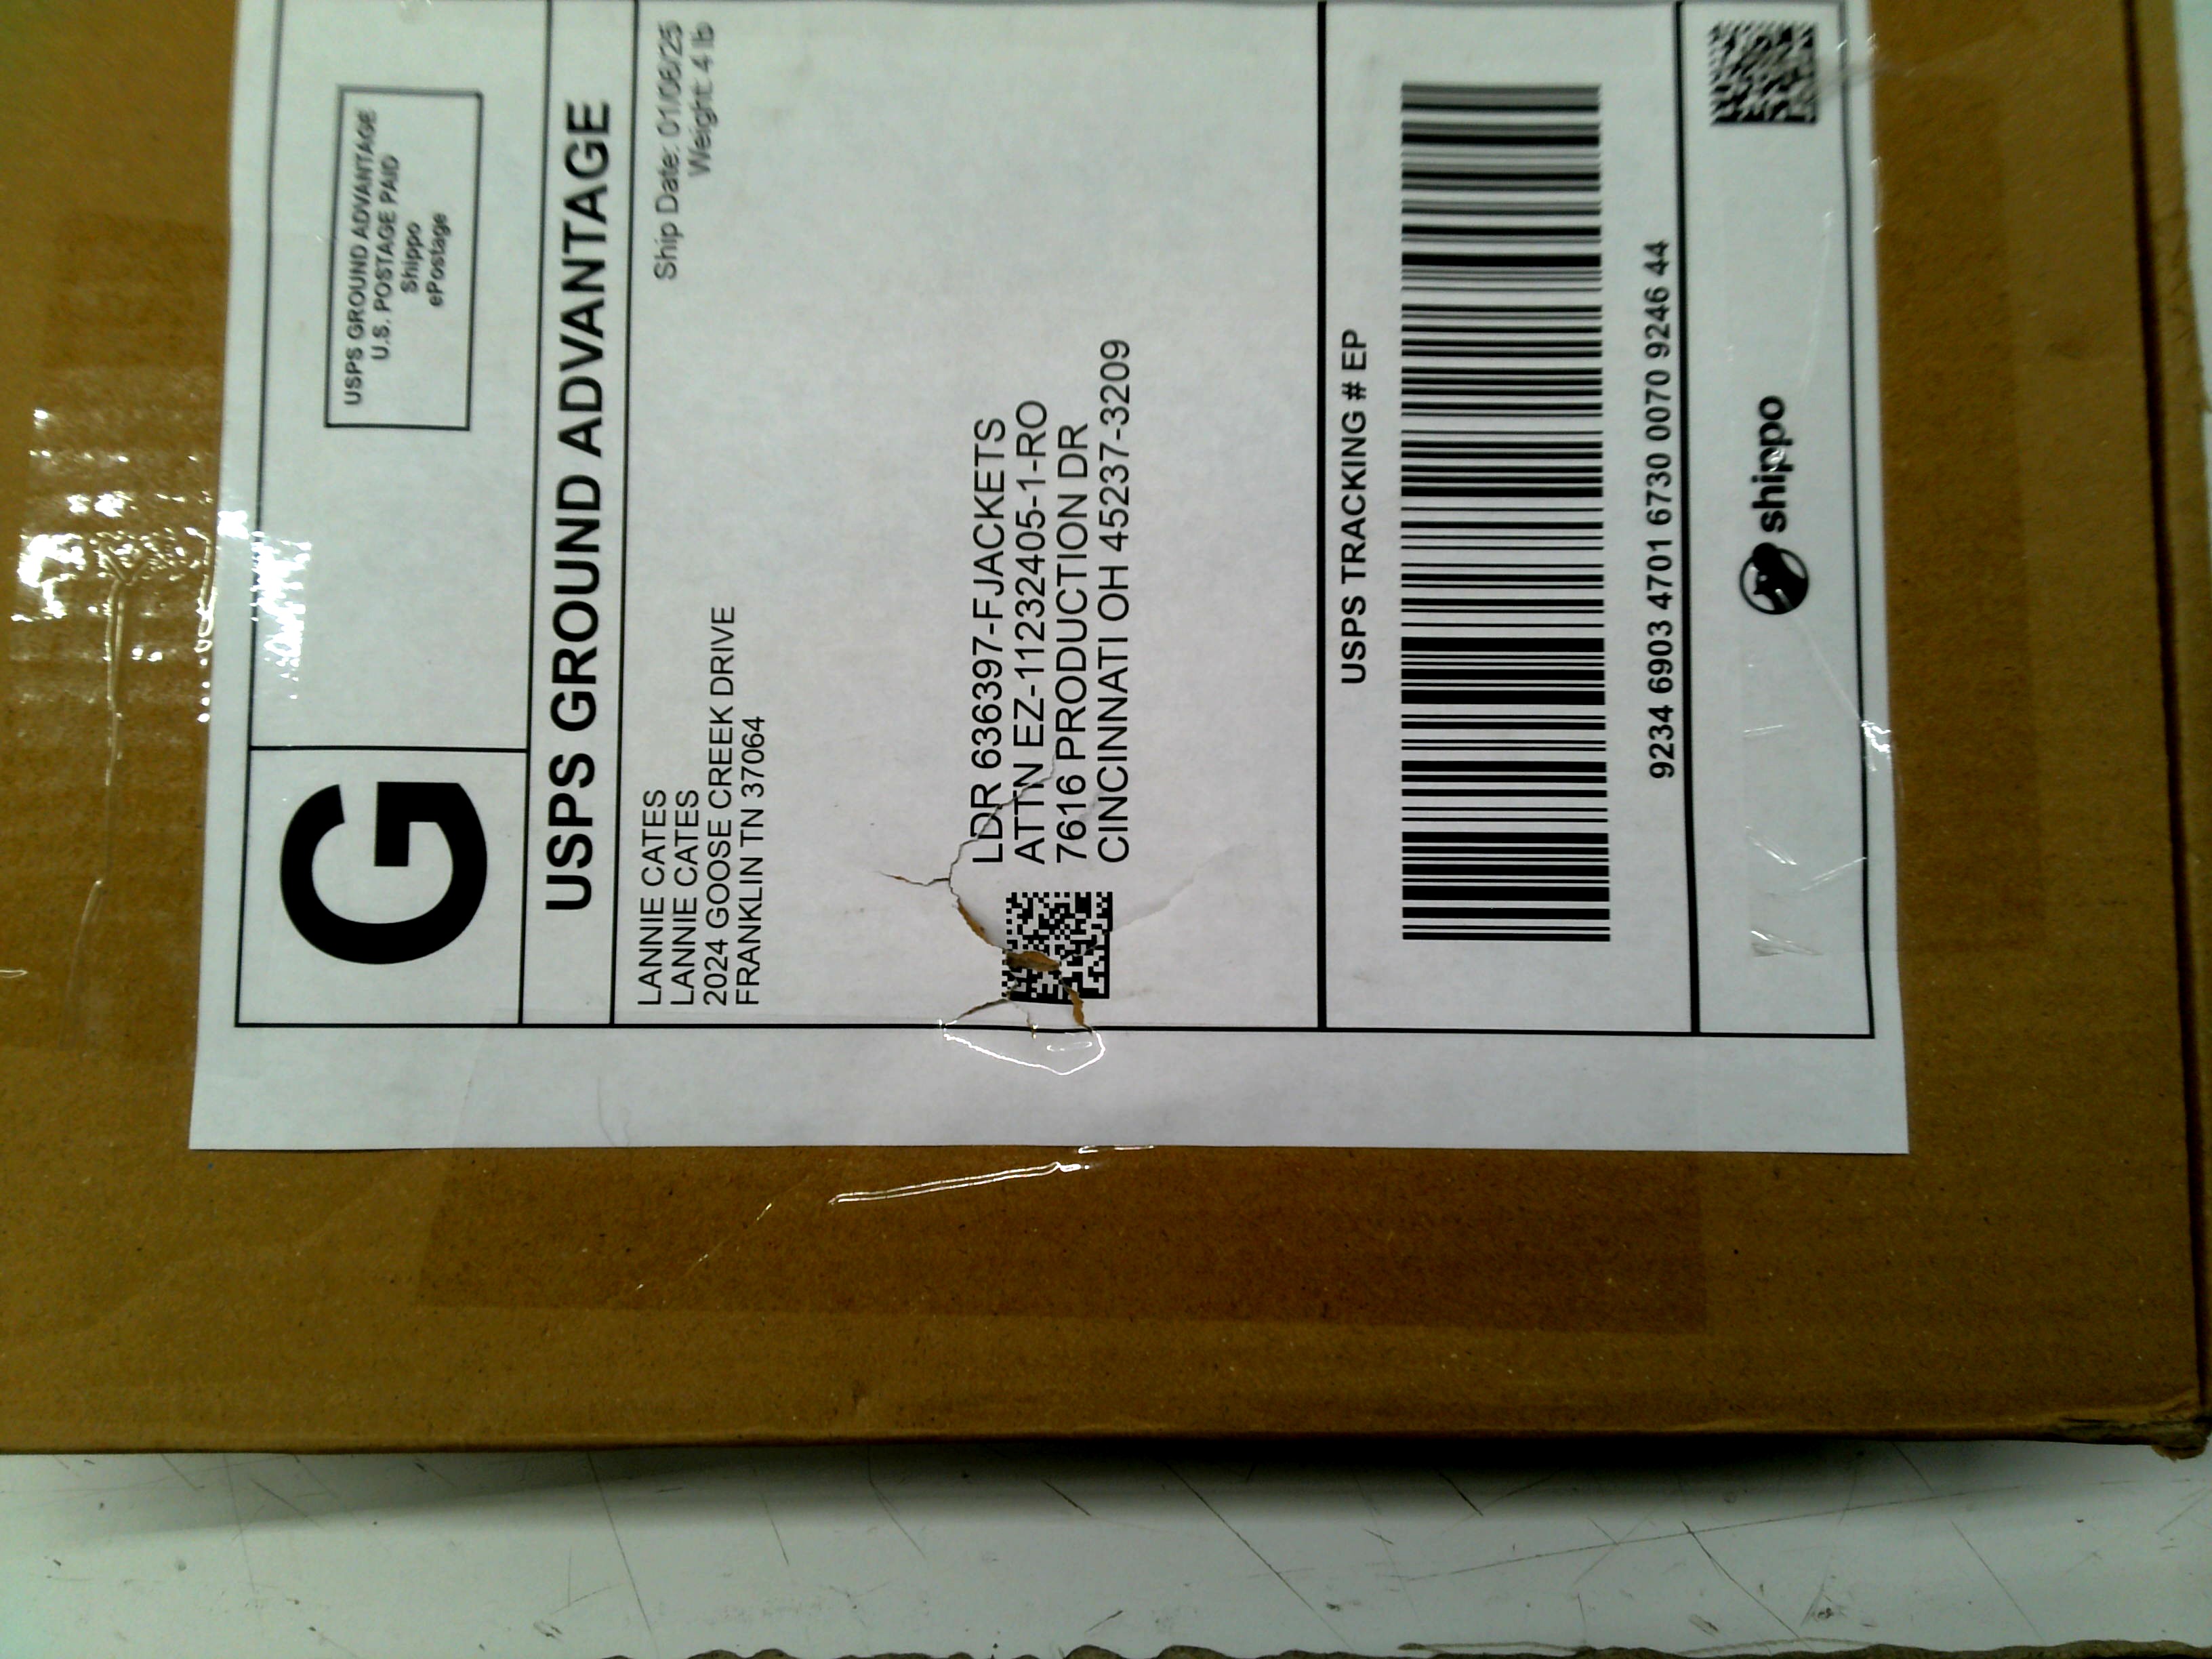 G
USPS GROUND ADVANTAGE
U.S. POSTAGE PAID
Shippo
ePostage
USPS GROUND ADVANTAGE
LANNIE CATES
LANNIE CATES
2024 GOOSE CREEK DRIVE
FRANKLIN TN 37064
Ship Date: 01/06/25
Weight: 4 lb
LDR 636397-FJACKETS
ATTN EZ-11232405-1-RO
7616 PRODUCTION DR
CINCINNATI OH 45237-3209
USPS TRACKING # EP
9234 6903 4701 6730 0070 9246 44
shippo